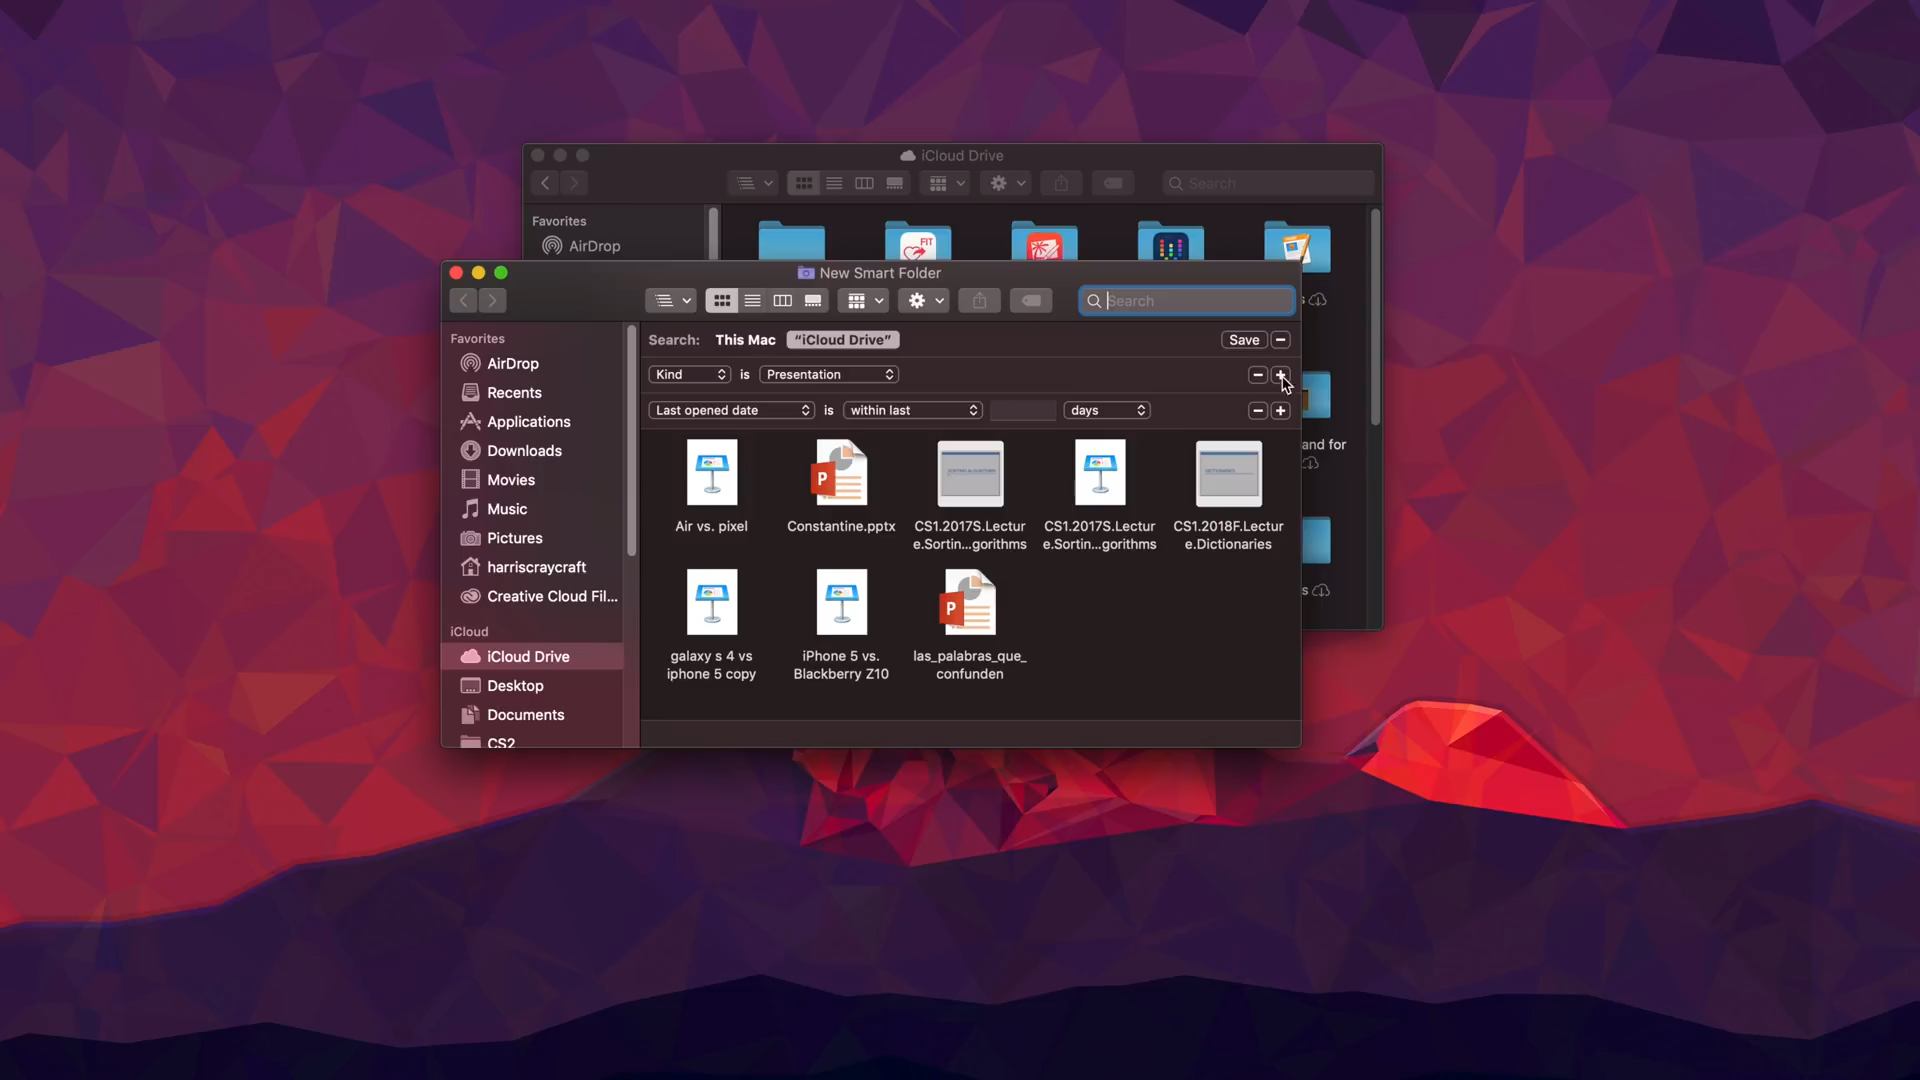 iCloud Drive
Search
Favorites
AirDrop
FIT
s
and for
s
New Smart Folder
Search
Favorites
AirDrop
Recents
Applications
Downloads
Movies
Music
Pictures
harriscraycraft
Creative Cloud Fil...
iCloud
iCloud Drive
Desktop
Documents
CS2
Search: This Mac “iCloud Drive” Save
Kind is Presentation
Last opened date is within last days
Air vs. pixel
P
Constantine.pptx
SORTING ALGORITHMS
CS1.2017S.Lectur
e.Sortin...gorithms
CS1.2017S.Lectur
e.Sortin...gorithms
DICTIONARIES
CS1.2018F.Lectur
e.Dictionaries
galaxy s 4 vs
iphone 5 copy
iPhone 5 vs.
Blackberry Z10
P
las_palabras_que_
confunden